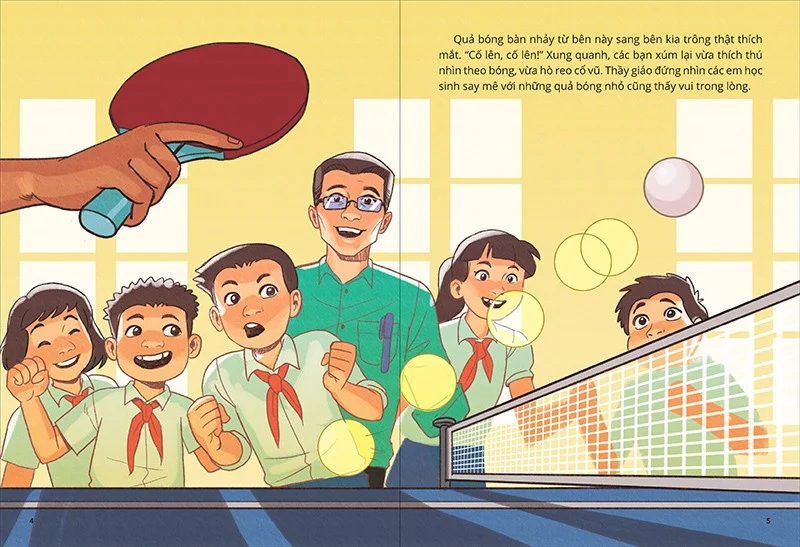 Quả bóng bàn nhảy từ bên này sang bên kia trông thật thích
mắt. “Cố lên, cố lên!” Xung quanh, các bạn xúm lại vừa thích thú
nhìn theo bóng, vừa hò reo cổ vũ. Thầy giáo đứng nhìn các em học
sinh say mê với những quả bóng nhỏ cũng thấy vui trong lòng.
4
5